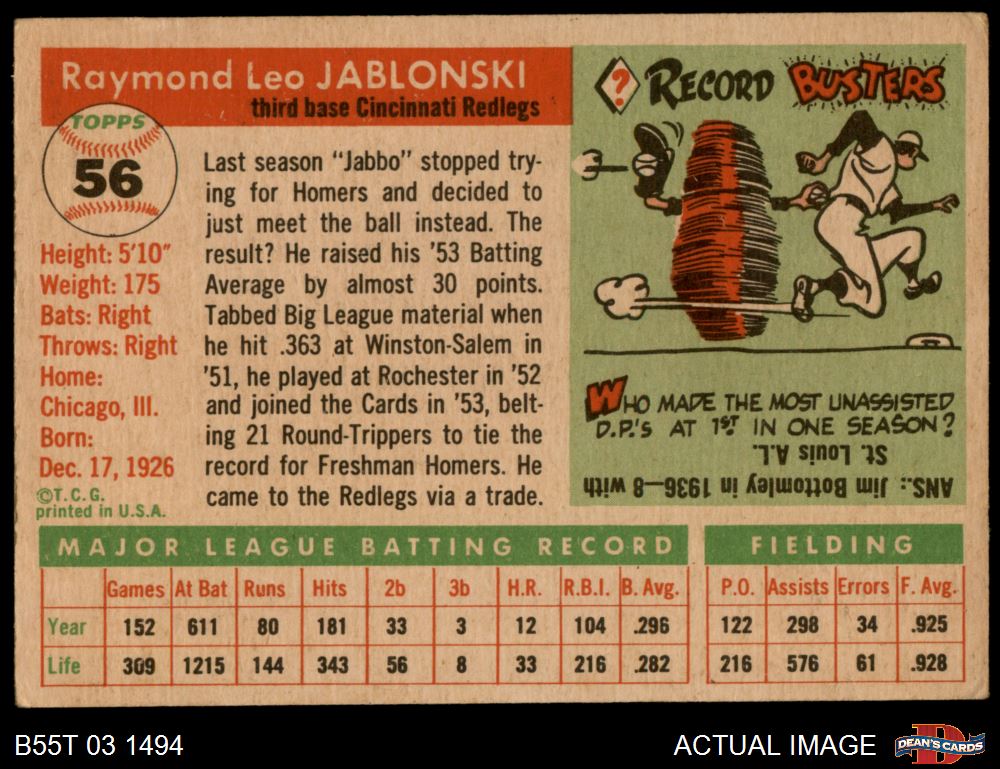 Raymond Leo JABLONSKI
third base Cincinnati Redlegs
TOPPS
56
Height: 5'10"
Weight: 175
Bats: Right
Throws: Right
Home:
Chicago, Ill.
Born:
Dec. 17, 1926
©T.C.G.
printed in U.S.A.
Last season "Jabbo" stopped try-
ing for Homers and decided to
just meet the ball instead. The
result? He raised his '53 Batting
Average by almost 30 points.
Tabbed Big League material when
he hit .363 at Winston-Salem in
'51, he played at Rochester in '52
and joined the Cards in '53, belt-
ing 21 Round-Trippers to tie the
record for Freshman Homers. He
came to the Redlegs via a trade.
? RECORD BUSTERS
WHO MADE THE MOST UNASSISTED
D.P.'S AT 1ST IN ONE SEASON?
ANS.: Jim Bottomley in 1936—8 with
St. Louis A.L.
MAJOR LEAGUE BATTING RECORD FIELDING
Games At Bat Runs Hits 2b 3b H.R. R.B.I. B. Avg. P.O. Assists Errors F. Avg.
Year 152 611 80 181 33 3 12 104 .296 122 298 34 .925
Life 309 1215 144 343 56 8 33 216 .282 216 576 61 .928
B55T 03 1494
ACTUAL IMAGE
D
DEAN'S CARDS